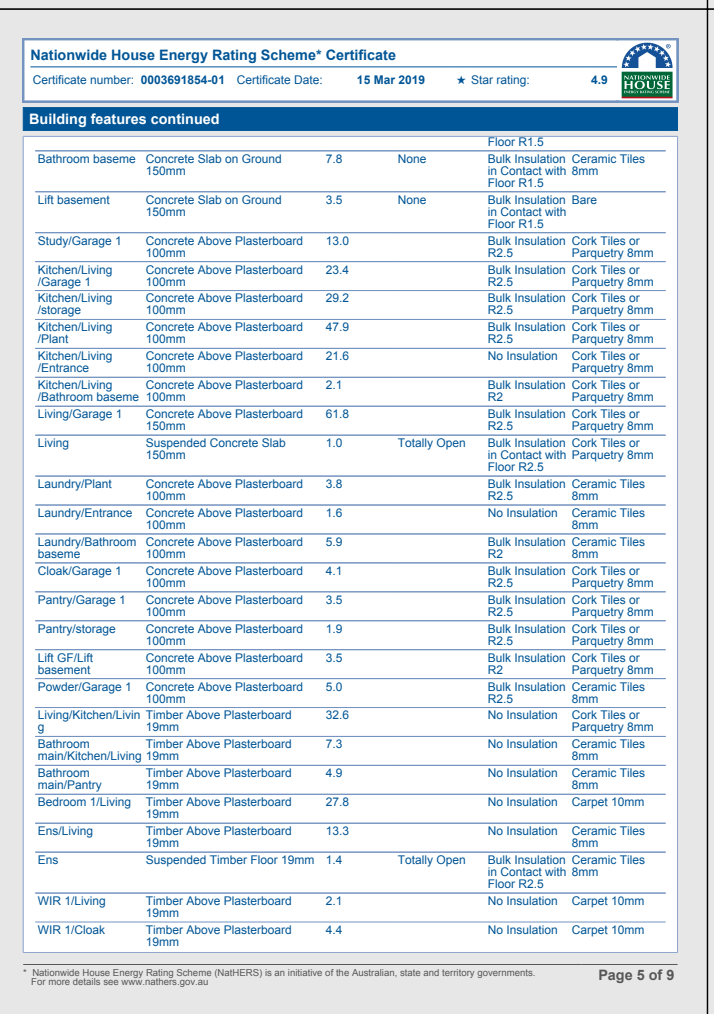 Nationwide House Energy Rating Scheme* Certificate
Certificate number: 0003691854-01 Certificate Date: 15 Mar 2019 ★ Star rating: 4.9
®
NATIONWIDE
HOUSE
ENERGY RATING SCHEME
Building features continued
Floor R1.5
Bathroom baseme Concrete Slab on Ground 7.8 None Bulk Insulation Ceramic Tiles
150mm in Contact with 8mm
Floor R1.5
Lift basement Concrete Slab on Ground 3.5 None Bulk Insulation Bare
150mm in Contact with
Floor R1.5
Study/Garage 1 Concrete Above Plasterboard 13.0 Bulk Insulation Cork Tiles or
100mm R2.5 Parquetry 8mm
Kitchen/Living Concrete Above Plasterboard 23.4 Bulk Insulation Cork Tiles or
/Garage 1 100mm R2.5 Parquetry 8mm
Kitchen/Living Concrete Above Plasterboard 29.2 Bulk Insulation Cork Tiles or
/storage 100mm R2.5 Parquetry 8mm
Kitchen/Living Concrete Above Plasterboard 47.9 Bulk Insulation Cork Tiles or
/Plant 100mm R2.5 Parquetry 8mm
Kitchen/Living Concrete Above Plasterboard 21.6 No Insulation Cork Tiles or
/Entrance 100mm Parquetry 8mm
Kitchen/Living Concrete Above Plasterboard 2.1 Bulk Insulation Cork Tiles or
/Bathroom baseme 100mm R2 Parquetry 8mm
Living/Garage 1 Concrete Above Plasterboard 61.8 Bulk Insulation Cork Tiles or
150mm R2.5 Parquetry 8mm
Living Suspended Concrete Slab 1.0 Totally Open Bulk Insulation Cork Tiles or
150mm in Contact with Parquetry 8mm
Floor R2.5
Laundry/Plant Concrete Above Plasterboard 3.8 Bulk Insulation Ceramic Tiles
100mm R2.5 8mm
Laundry/Entrance Concrete Above Plasterboard 1.6 No Insulation Ceramic Tiles
100mm 8mm
Laundry/Bathroom Concrete Above Plasterboard 5.9 Bulk Insulation Ceramic Tiles
baseme 100mm R2 8mm
Cloak/Garage 1 Concrete Above Plasterboard 4.1 Bulk Insulation Cork Tiles or
100mm R2.5 Parquetry 8mm
Pantry/Garage 1 Concrete Above Plasterboard 3.5 Bulk Insulation Cork Tiles or
100mm R2.5 Parquetry 8mm
Pantry/storage Concrete Above Plasterboard 1.9 Bulk Insulation Cork Tiles or
100mm R2.5 Parquetry 8mm
Lift GF/Lift Concrete Above Plasterboard 3.5 Bulk Insulation Cork Tiles or
basement 100mm R2 Parquetry 8mm
Powder/Garage 1 Concrete Above Plasterboard 5.0 Bulk Insulation Ceramic Tiles
100mm R2.5 8mm
Living/Kitchen/Livin Timber Above Plasterboard 32.6 No Insulation Cork Tiles or
g 19mm Parquetry 8mm
Bathroom Timber Above Plasterboard 7.3 No Insulation Ceramic Tiles
main/Kitchen/Living 19mm 8mm
Bathroom Timber Above Plasterboard 4.9 No Insulation Ceramic Tiles
main/Pantry 19mm 8mm
Bedroom 1/Living Timber Above Plasterboard 27.8 No Insulation Carpet 10mm
19mm
Ens/Living Timber Above Plasterboard 13.3 No Insulation Ceramic Tiles
19mm 8mm
Ens Suspended Timber Floor 19mm 1.4 Totally Open Bulk Insulation Ceramic Tiles
in Contact with 8mm
Floor R2.5
WIR 1/Living Timber Above Plasterboard 2.1 No Insulation Carpet 10mm
19mm
WIR 1/Cloak Timber Above Plasterboard 4.4 No Insulation Carpet 10mm
19mm
* Nationwide House Energy Rating Scheme (NatHERS) is an initiative of the Australian, state and territory governments.
For more details see www.nathers.gov.au
Page 5 of 9